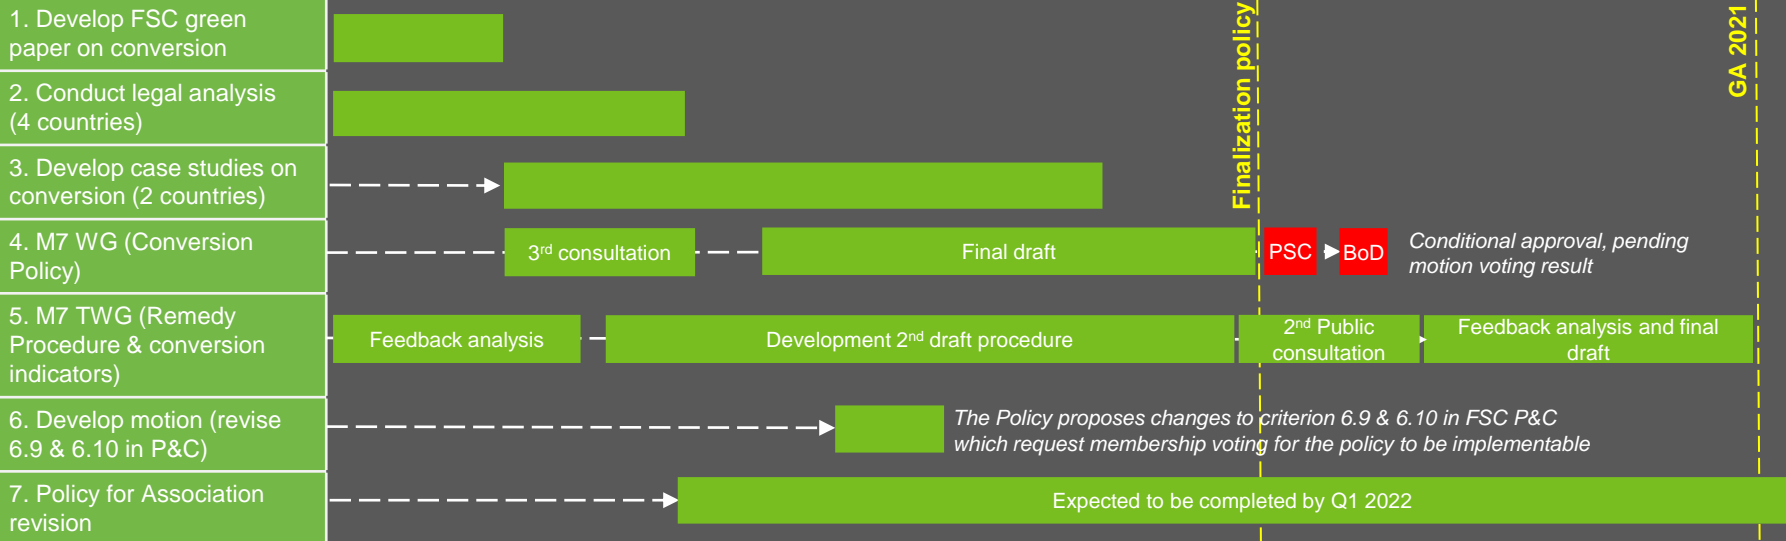 1. Develop FSC green
paper on conversion
2. Conduct legal analysis
(4 countries)
3. Develop case studies on
conversion (2 countries)
Finalization policy
GA 2021
4. M7 WG (Conversion
Policy)
3rd consultation
Final draft
PSC
BoD
Conditional approval, pending
motion voting result
5. M7 TWG (Remedy
Procedure & conversion
indicators)
Feedback analysis
Development 2nd draft procedure
2nd Public
consultation
Feedback analysis and final
draft
6. Develop motion (revise
6.9 & 6.10 in P&C)
The Policy proposes changes to criterion 6.9 & 6.10 in FSC P&C
which request membership voting for the policy to be implementable
7. Policy for Association
revision
Expected to be completed by Q1 2022